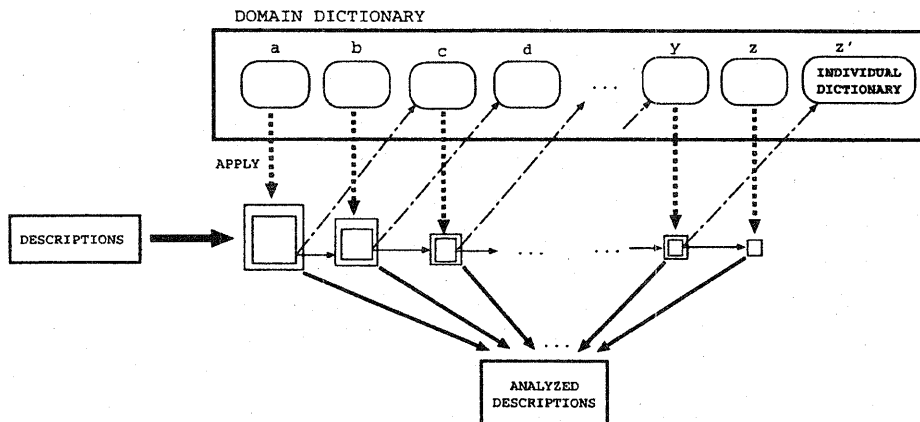 DOMAIN DICTIONARY
a b c d ... y z z'
INDIVIDUAL
DICTIONARY
APPLY
DESCRIPTIONS
... ...
...
ANALYZED
DESCRIPTIONS